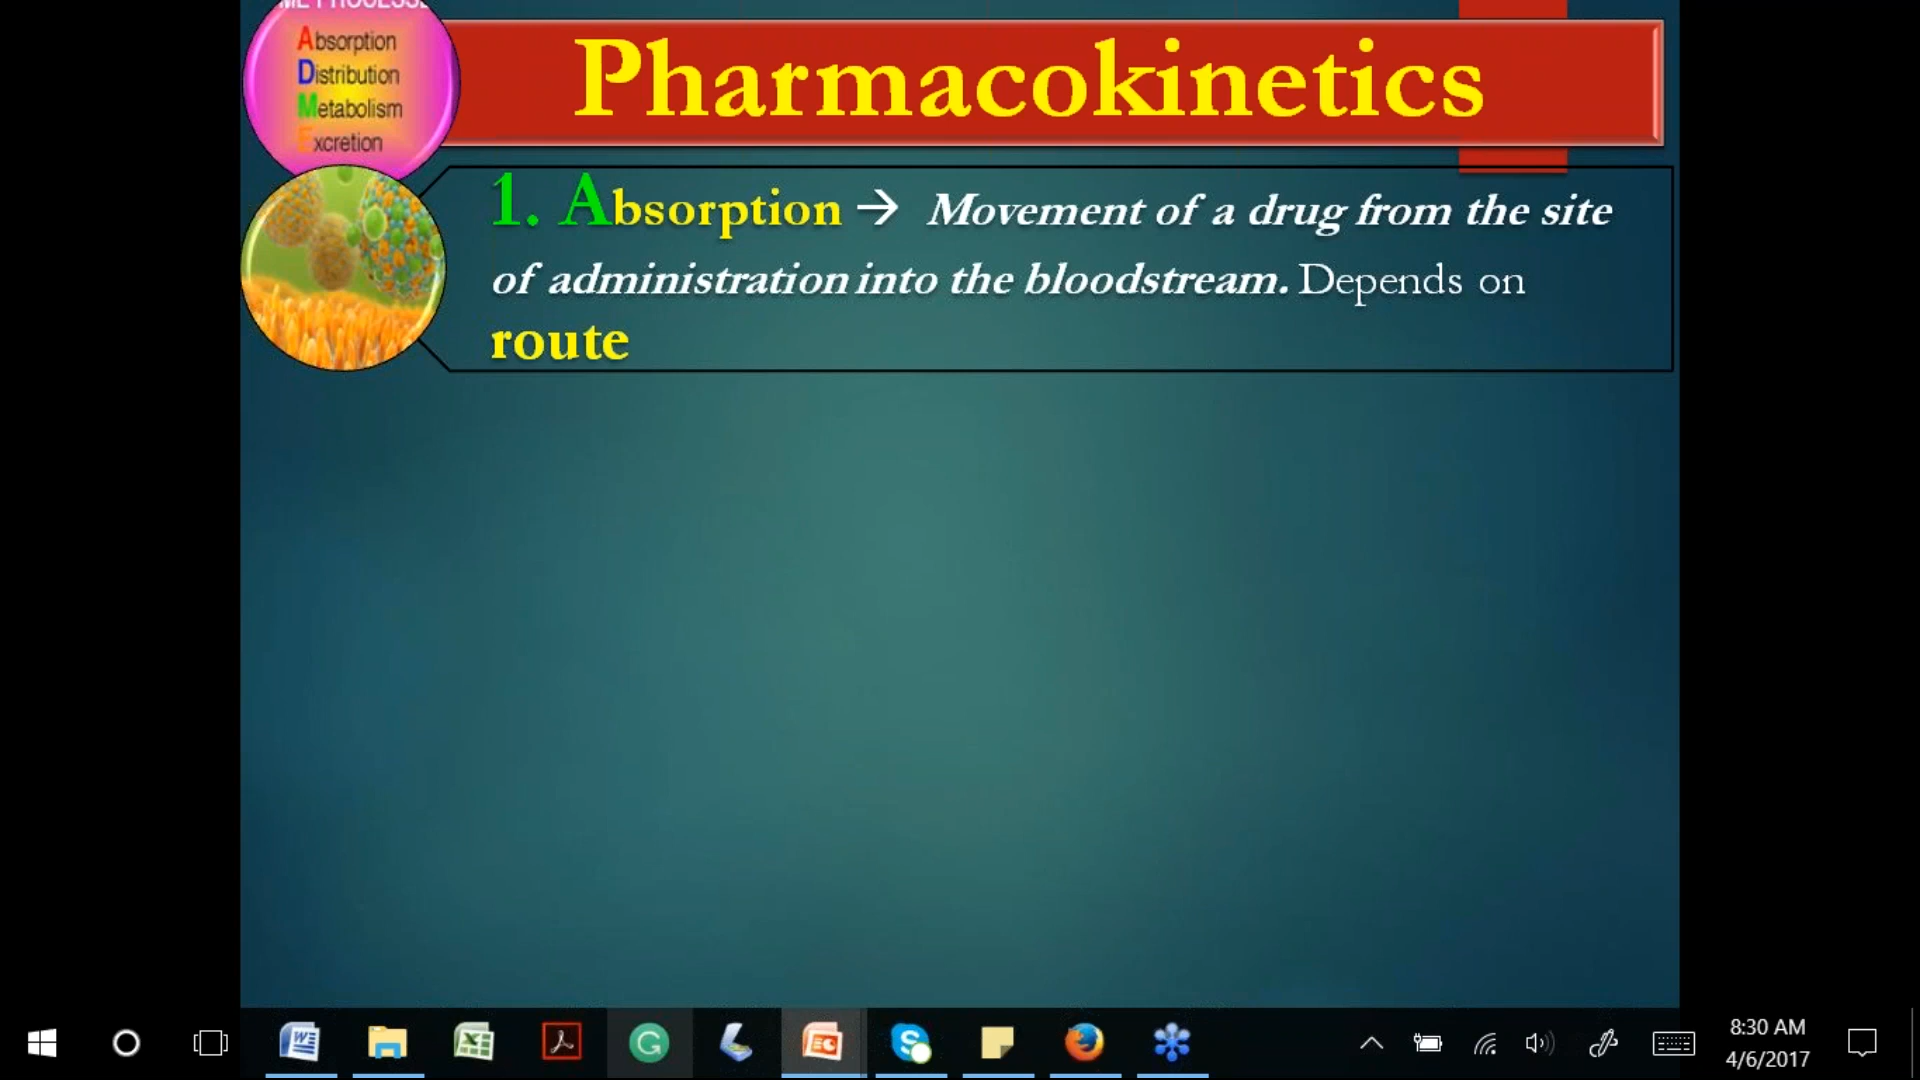 Absorption
Distribution
Metabolism
Excretion
Pharmacokinetics
1. Absorption → Movement of a drug from the site
of administration into the bloodstream. Depends on
route
8:30 AM
4/6/2017